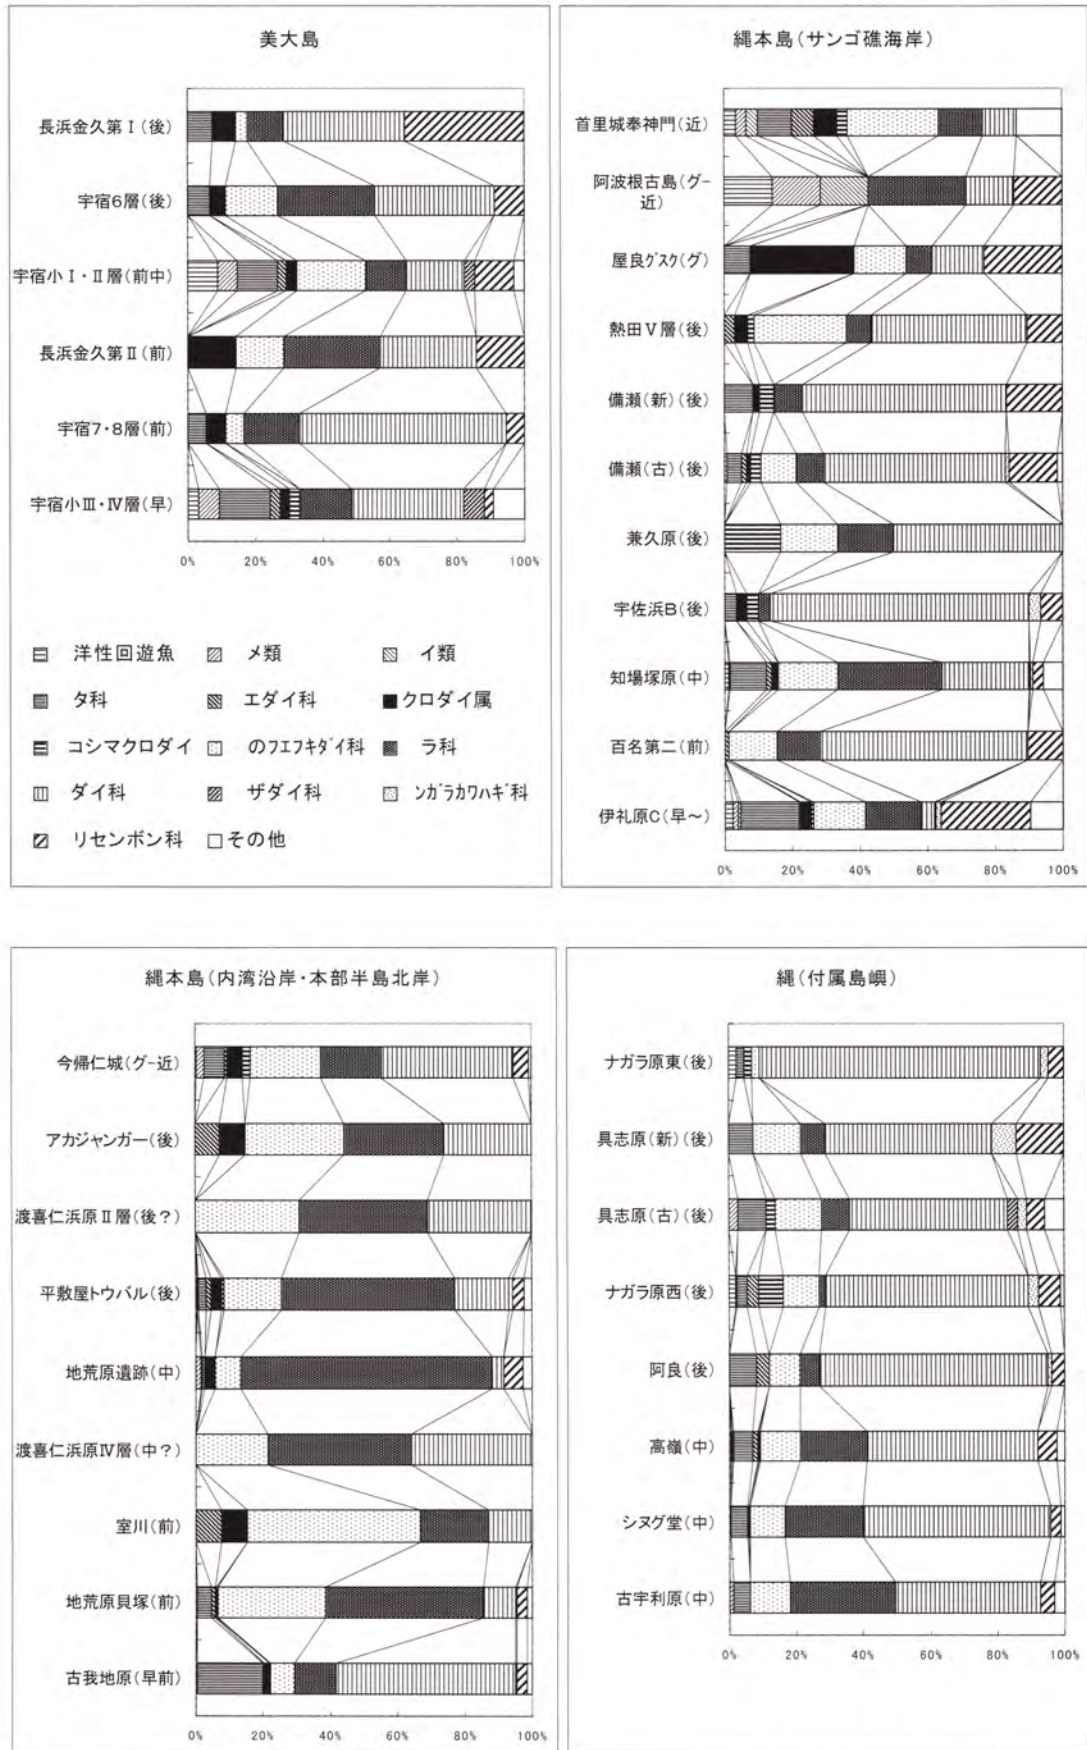 美大島
長浜金久第Ⅰ(後)
宇宿6層(後)
宇宿小Ⅰ・Ⅱ層(前中)
長浜金久第Ⅱ(前)
宇宿7・8層(前)
宇宿小Ⅲ・Ⅳ層(早)
0% 20% 40% 60% 80% 100%
洋性回遊魚 メ類 イ類
タ科 エダイ科 クロダイ属
コシマクロダイ のフエフキダイ科 ラ科
ダイ科 ザダイ科 ンガラカワハギ科
リセンボン科 その他
縄本島(サンゴ礁海岸)
首里城奉神門(近)
阿波根古島(グ-
近)
屋良グスク(グ)
熱田Ⅴ層(後)
備瀬(新)(後)
備瀬(古)(後)
兼久原(後)
宇佐浜B(後)
知場塚原(中)
百名第二(前)
伊礼原C(早～)
0% 20% 40% 60% 80% 100%
縄本島(内湾沿岸・本部半島北岸)
今帰仁城(グ-近)
アカジャンガー(後)
渡喜仁浜原Ⅱ層(後?)
平敷屋トウバル(後)
地荒原遺跡(中)
渡喜仁浜原Ⅳ層(中?)
室川(前)
地荒原貝塚(前)
古我地原(早前)
0% 20% 40% 60% 80% 100%
縄(付属島嶼)
ナガラ原東(後)
具志原(新)(後)
具志原(古)(後)
ナガラ原西(後)
阿良(後)
高嶺(中)
シヌグ堂(中)
古宇利原(中)
0% 20% 40% 60% 80% 100%